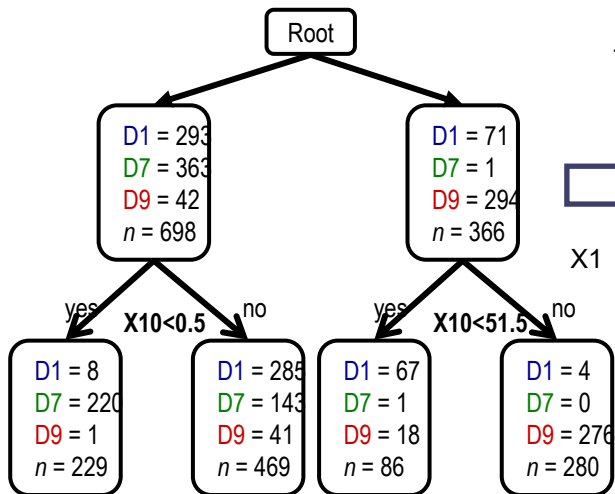 Root
D1 = 293
D7 = 363
D9 = 42
n = 698
D1 = 71
D7 = 1
D9 = 294
n = 366
X1
yes
X10<0.5
no
yes
X10<51.5
no
D1 = 8
D7 = 220
D9 = 1
n = 229
D1 = 285
D7 = 143
D9 = 41
n = 469
D1 = 67
D7 = 1
D9 = 18
n = 86
D1 = 4
D7 = 0
D9 = 276
n = 280